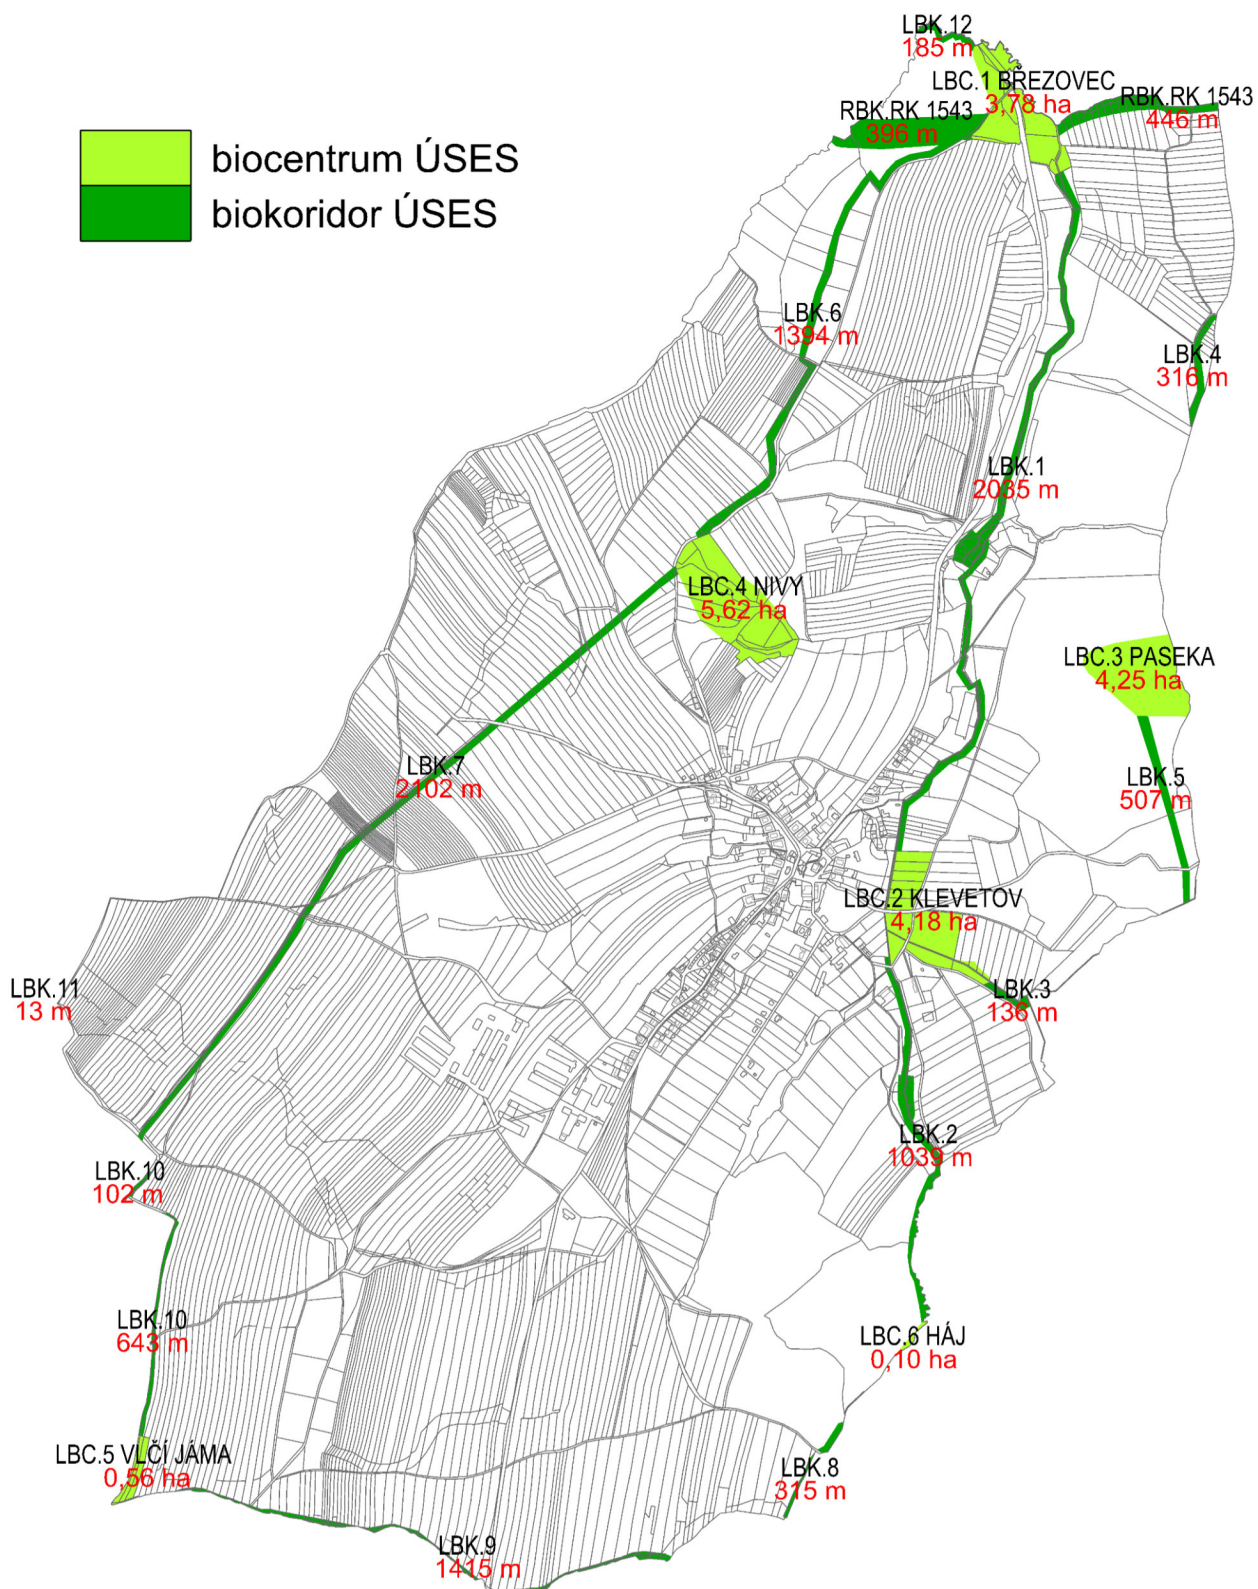 LBK.12
185 m
LBC.1 BŘEZOVEC
3,78 ha
RBK.RK 1543
446 m
RBK.RK 1543
396 m
biocentrum ÚSES
biokoridor ÚSES
LBK.6
1394 m
LBK.4
316 m
LBK.1
2035 m
LBC.4 NIVY
5,62 ha
LBC.3 PASEKA
4,25 ha
LBK.7
2102 m
LBK.5
507 m
LBC.2 KLEVETOV
4,18 ha
LBK.11
13 m
LBK.3
136 m
LBK.2
1039 m
LBK.10
102 m
LBK.10
643 m
LBC.6 HÁJ
0,10 ha
LBC.5 VLČÍ JÁMA
0,56 ha
LBK.8
315 m
LBK.9
1415 m